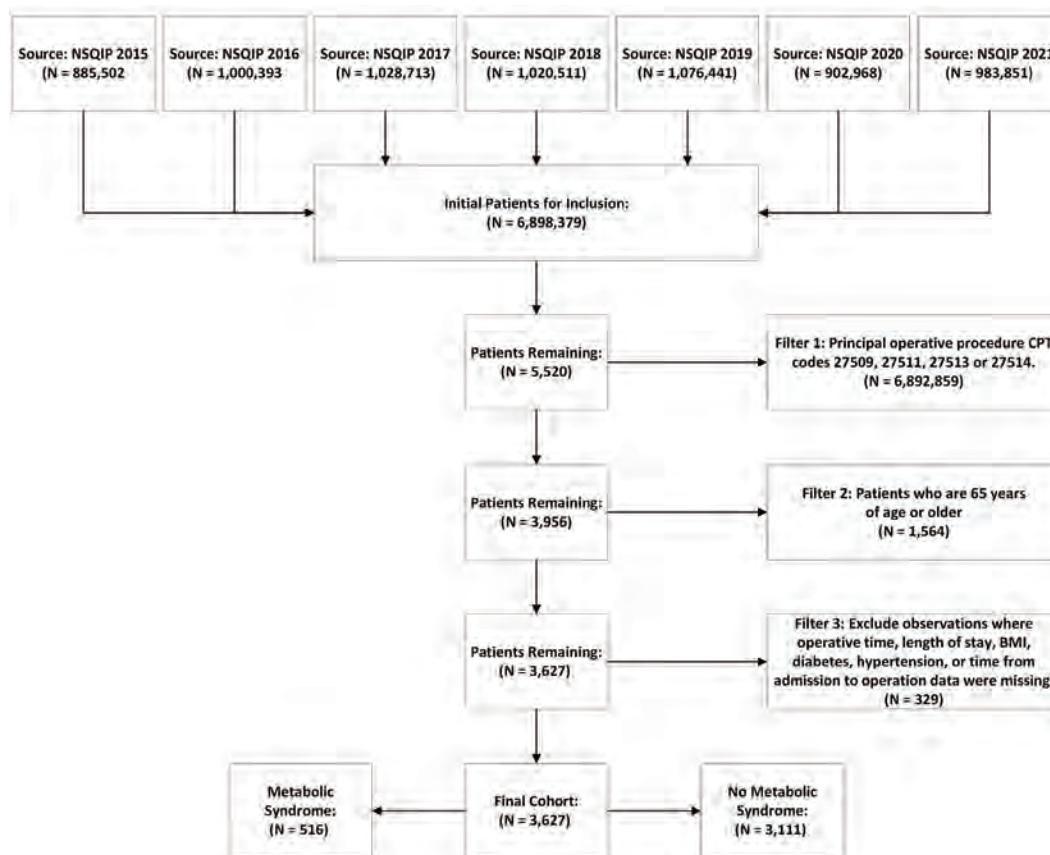 Source: NSQIP 2015
(N = 885,502
Source: NSQIP 2016
(N = 1,000,393
Source: NSQIP 2017
(N = 1,028,713)
Source: NSQIP 2018
(N = 1,020,511)
Source: NSQIP 2019
(N = 1,076,441)
Source: NSQIP 2020
(N = 902,968)
Source: NSQIP 2021
(N = 983,851)
Initial Patients for Inclusion:
(N = 6,898,379)
Patients Remaining:
(N = 5,520)
Filter 1: Principal operative procedure CPT
codes 27509, 27511, 27513 or 27514.
(N = 6,892,859)
Patients Remaining:
(N = 3,956)
Filter 2: Patients who are 65 years
of age or older
(N = 1,564)
Patients Remaining:
(N = 3,627)
Filter 3: Exclude observations where
operative time, length of stay, BMI,
diabetes, hypertension, or time from
admission to operation data were missing
(N = 329)
Metabolic
Syndrome:
(N = 516)
Final Cohort:
(N = 3,627)
No Metabolic
Syndrome:
(N = 3,111)